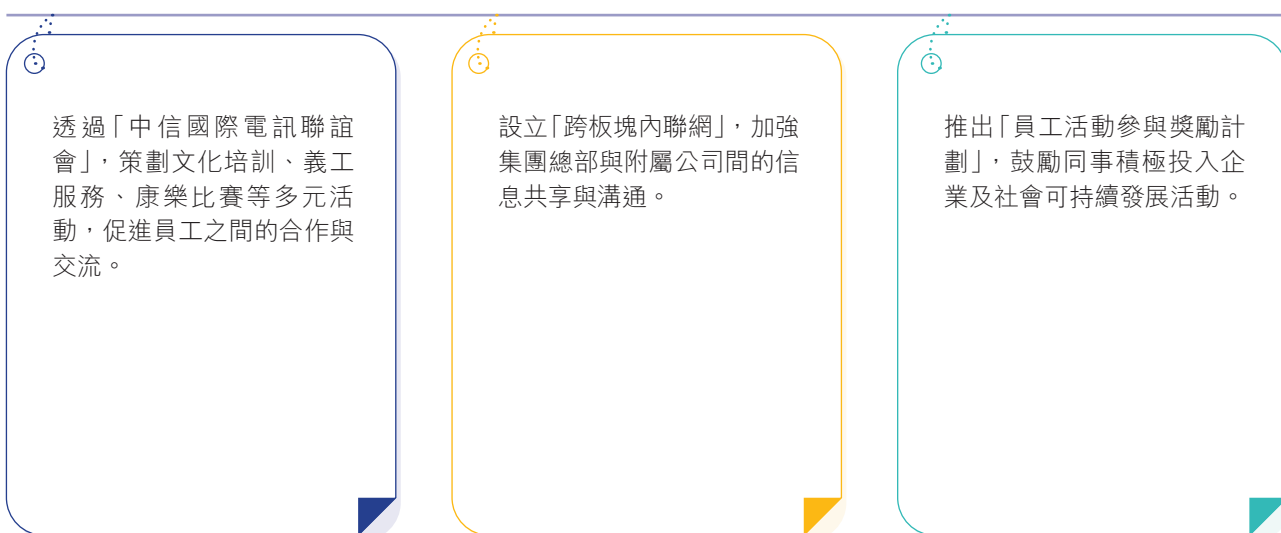 透過「中信國際電訊聯誼
會」，策劃文化培訓、義工
服務、康樂比賽等多元活
動，促進員工之間的合作與
交流。
設立「跨板塊內聯網」，加強
集團總部與附屬公司間的信
息共享與溝通。
推出「員工活動參與獎勵計
劃」，鼓勵同事積極投入企
業及社會可持續發展活動。